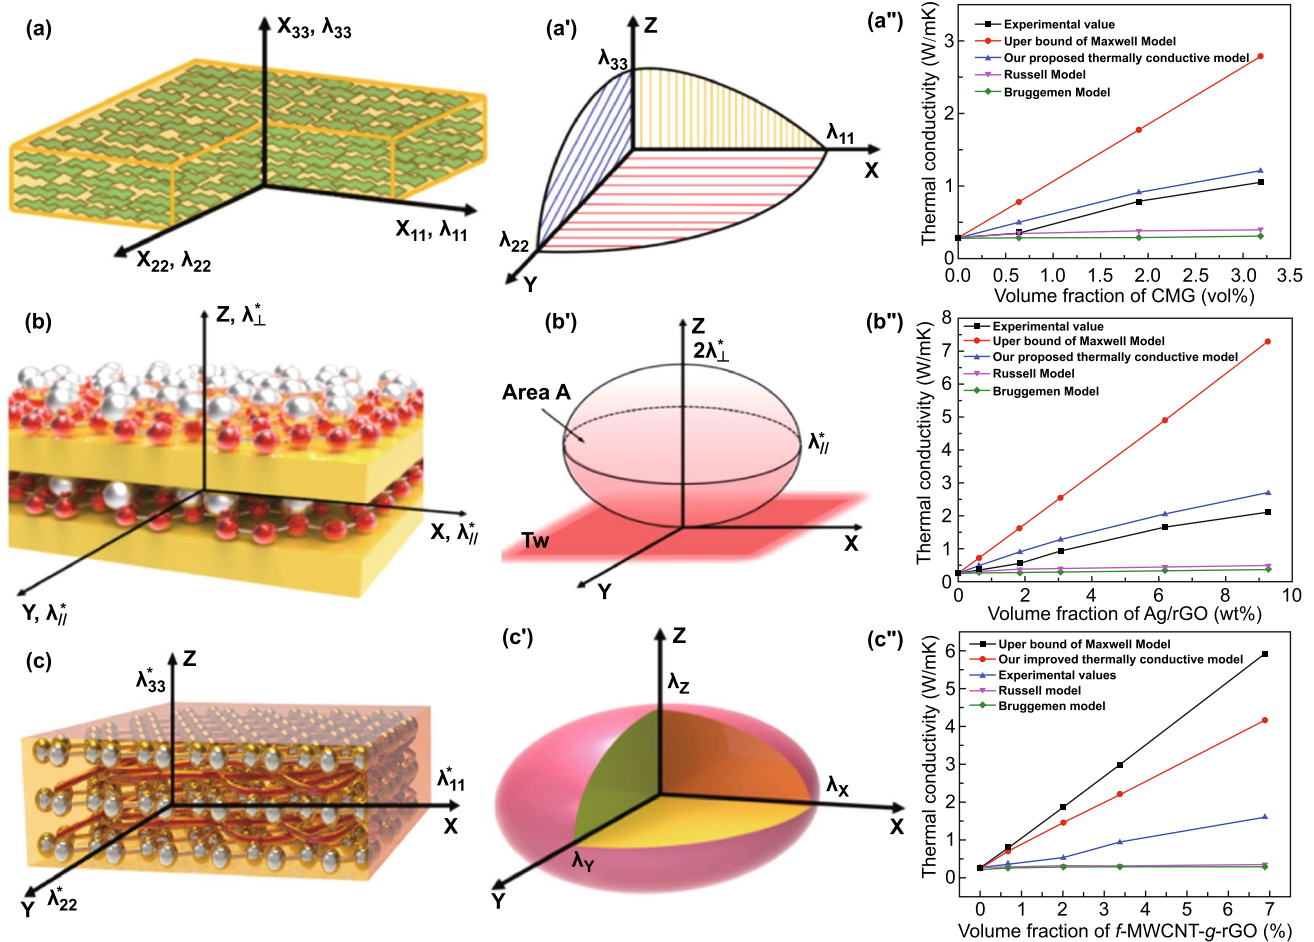 (a)
X33, λ33
X11, λ11
X22, λ22
(a')
Z
λ33
λ11
X
λ22
Y
(a")
Thermal conductivity (W/mK)
Experimental value
Uper bound of Maxwell Model
Our proposed thermally conductive model
Russell Model
Bruggemen Model
3
2
1
0
0.0 0.5 1.0 1.5 2.0 2.5 3.0 3.5
Volume fraction of CMG (vol%)
(b)
Z, λ*⊥
X, λ*//
Y, λ*//
(b')
Z
2λ*⊥
Area A
λ*//
Tw
X
Y
(b")
Thermal conductivity (W/mK)
Experimental value
Uper bound of Maxwell Model
Our proposed thermally conductive model
Russell Model
Bruggemen Model
8
7
6
5
4
3
2
1
0
0 2 4 6 8 10
Volume fraction of Ag/rGO (wt%)
(c)
Z
λ*33
λ*11
X
Y
λ*22
(c')
Z
λZ
λX
X
λY
Y
(c")
Thermal conductivity (W/mK)
Uper bound of Maxwell Model
Our improved thermally conductive model
Experimental values
Russell model
Bruggemen model
6
5
4
3
2
1
0
0 1 2 3 4 5 6 7
Volume fraction of f-MWCNT-g-rGO (%)